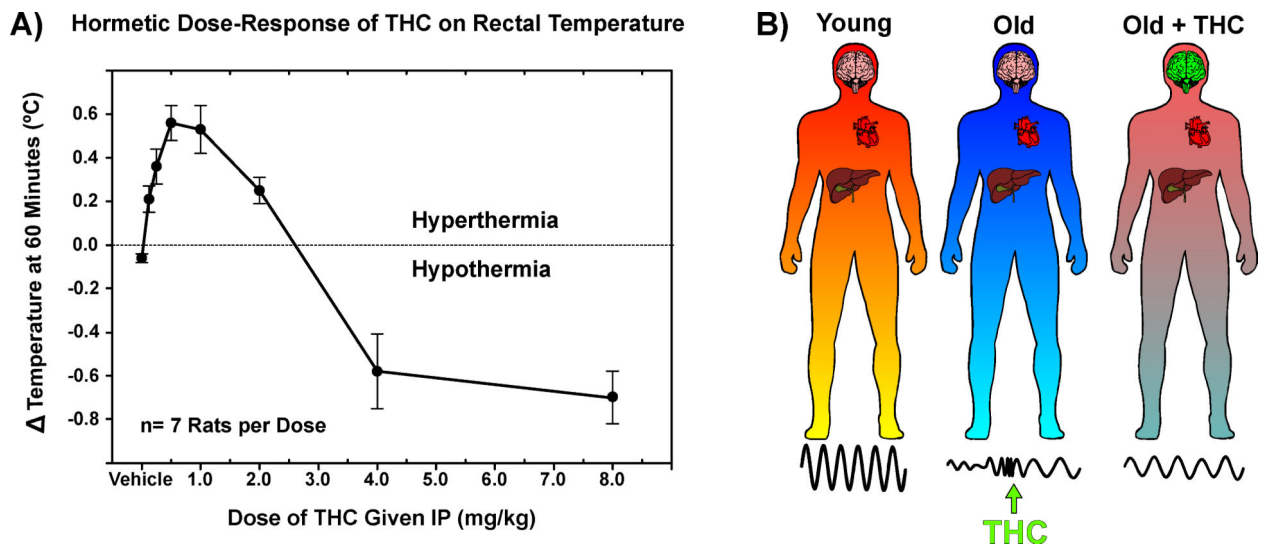 A)
Hormetic Dose-Response of THC on Rectal Temperature
Δ Temperature at 60 Minutes (ºC)
0.6
0.4
0.2
0.0
-0.2
-0.4
-0.6
-0.8
Hyperthermia
Hypothermia
n= 7 Rats per Dose
Vehicle 1.0 2.0 3.0 4.0 5.0 6.0 7.0 8.0
Dose of THC Given IP (mg/kg)
B)
Young Old Old + THC
THC